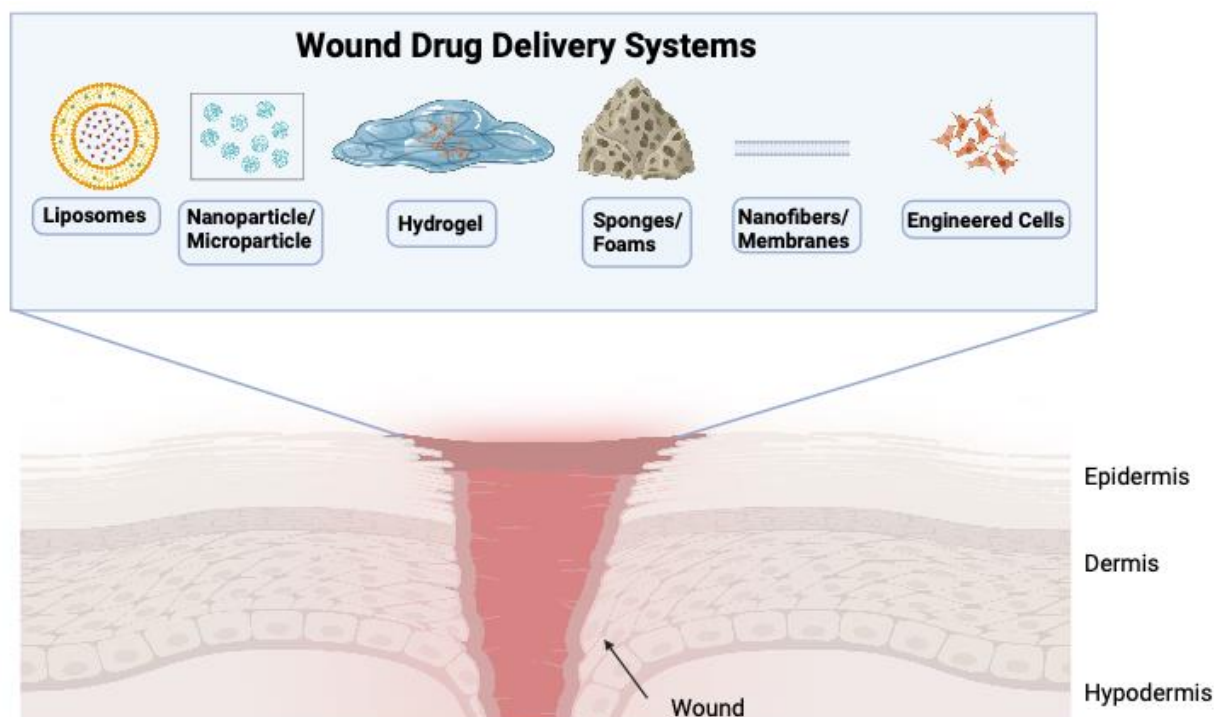 Wound Drug Delivery Systems
Liposomes
Nanoparticle/
Microparticle
Hydrogel
Sponges/
Foams
Nanofibers/
Membranes
Engineered Cells
Epidermis
Dermis
Hypodermis
Wound